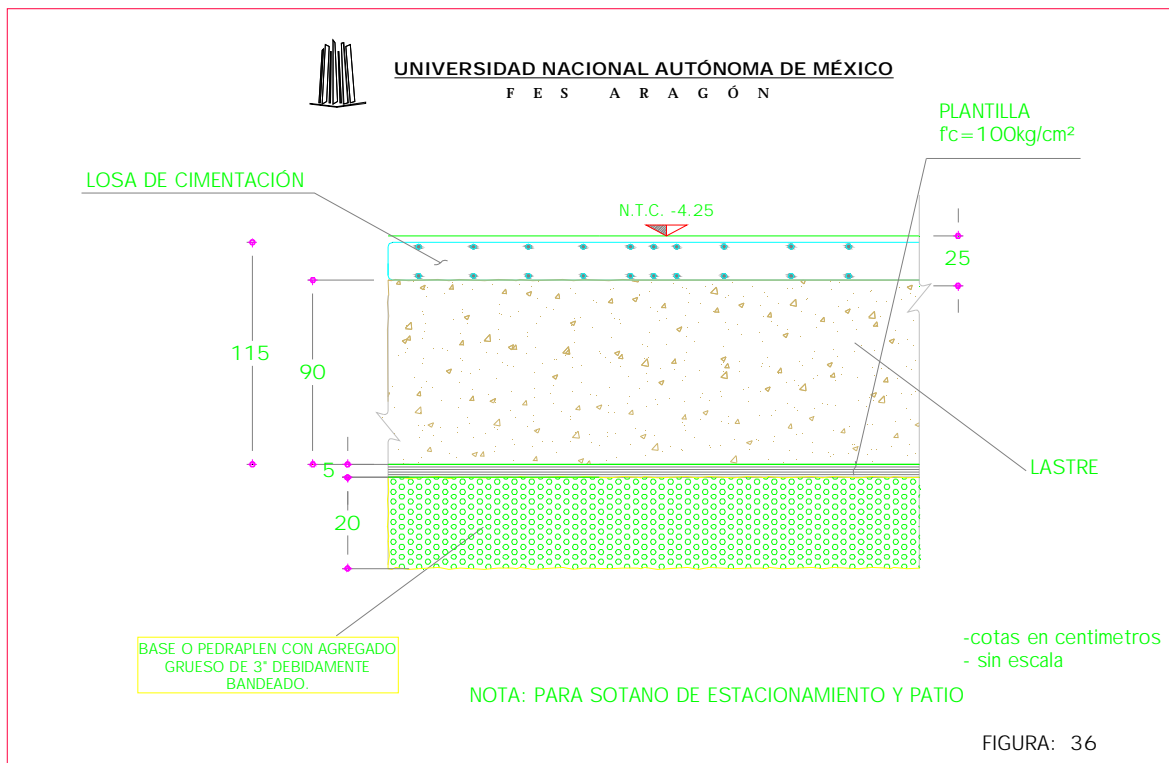 UNIVERSIDAD NACIONAL AUTÓNOMA DE MÉXICO
FES ARAGÓN
PLANTILLA
f'c=100kg/cm²
LOSA DE CIMENTACIÓN
N.T.C. -4.25
25
115
90
5
LASTRE
20
BASE O PEDRAPLEN CON AGREGADO
GRUESO DE 3" DEBIDAMENTE
BANDEADO.
-cotas en centimetros
- sin escala
NOTA: PARA SOTANO DE ESTACIONAMIENTO Y PATIO
FIGURA: 36